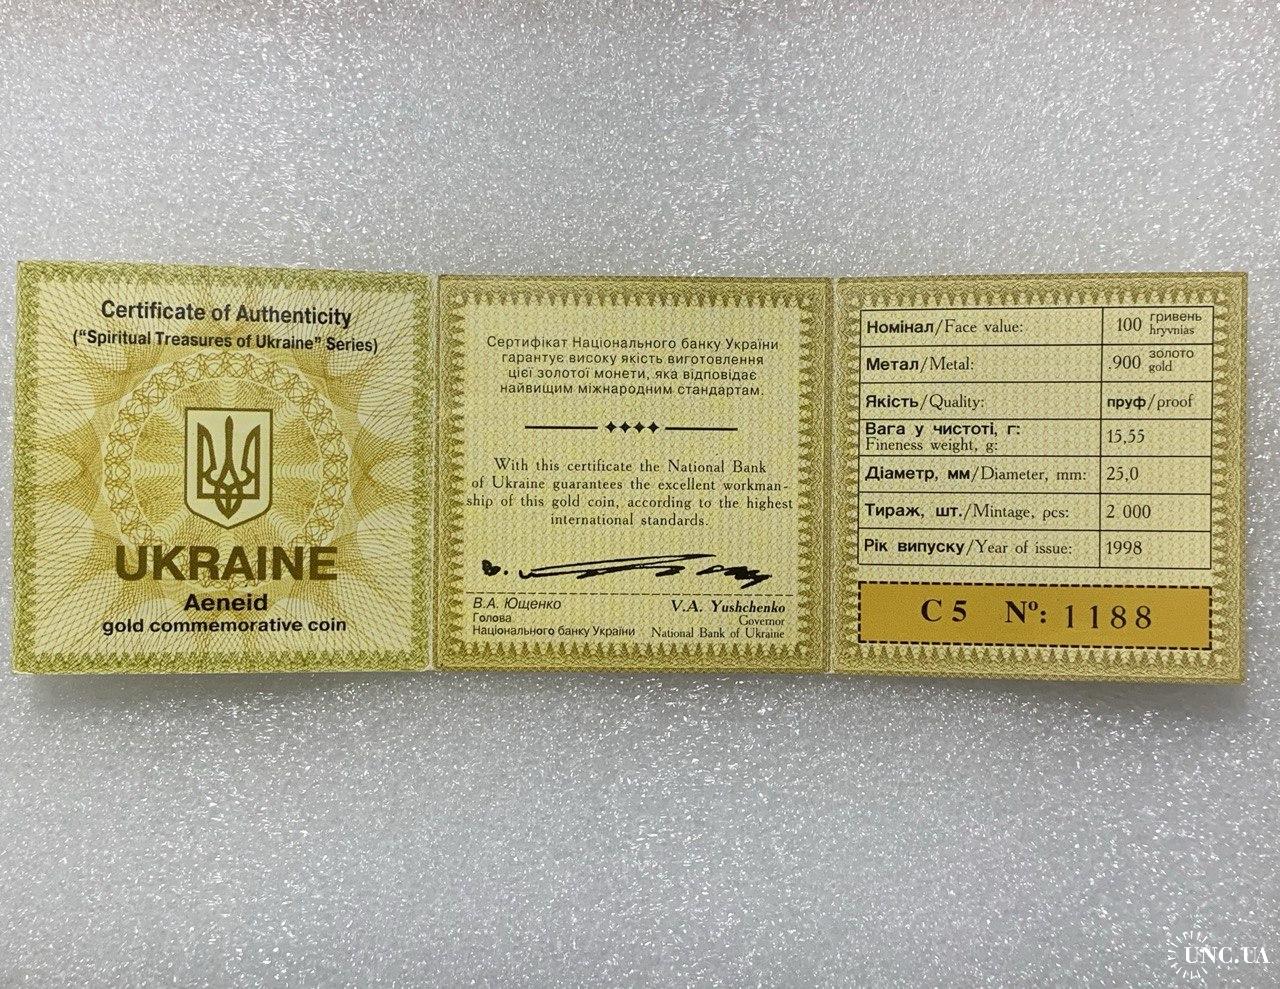 Certificate of Authenticity
("Spiritual Treasures of Ukraine" Series)
UKRAINE
Aeneid
gold commemorative coin
Сертифікат Національного банку України
гарантує високу якість виготовлення
цієї золотої монети, яка відповідає
найвищим міжнародним стандартам.
With this certificate the National Bank
of Ukraine guarantees the excellent workman-
ship of this gold coin, according to the highest
international standards.
В.А. Ющенко
Голова
Національного банку України
V.A. Yushchenko
Governor
National Bank of Ukraine
Номінал/Face value: 100 гривень hryvnias
Метал/Metal: .900 золото gold
Якість/Quality: пруф/proof
Вага у чистоті, г:
Fineness weight, g: 15,55
Діаметр, мм/Diameter, mm: 25,0
Тираж, шт./Mintage, pcs: 2 000
Рік випуску/Year of issue: 1998
С 5 Nº: 1188
UNC.UA